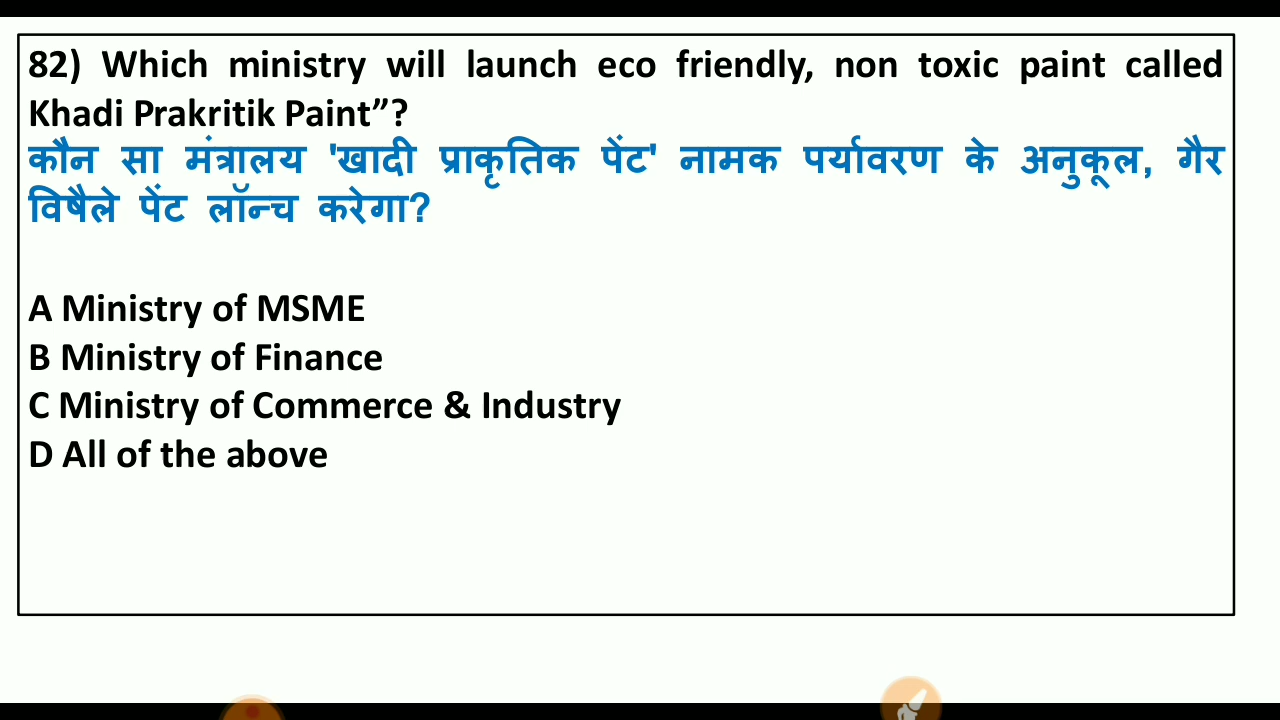 82) Which ministry will launch eco friendly, non toxic paint called
Khadi Prakritik Paint”?
कौन सा मंत्रालय 'खादी प्राकृतिक पेंट' नामक पर्यावरण के अनुकूल, गैर
विषैले पेंट लॉन्च करेगा?
A Ministry of MSME
B Ministry of Finance
C Ministry of Commerce & Industry
D All of the above